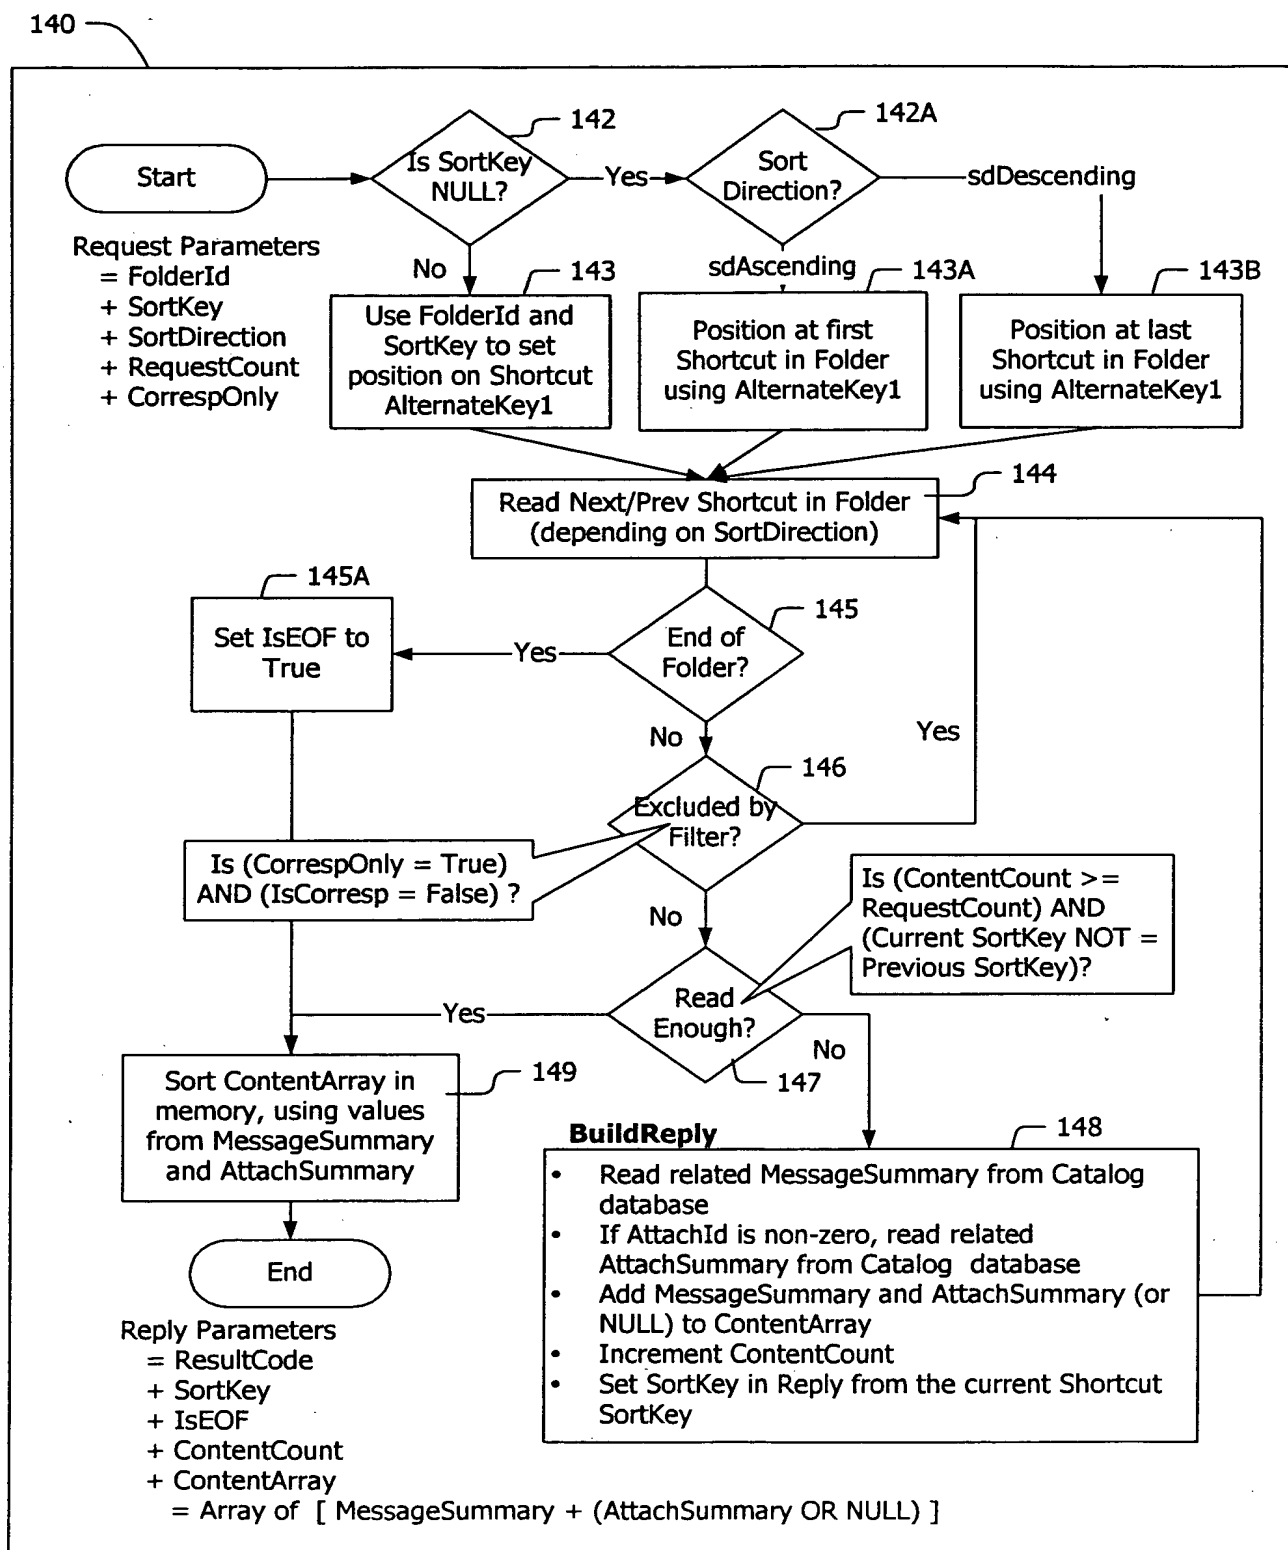 140
142
142A
Start
Is SortKey
NULL?
Yes
Sort
Direction?
sdDescending
Request Parameters
= FolderId
+ SortKey
+ SortDirection
+ RequestCount
+ CorrespOnly
No
143
sdAscending
143A
143B
Use FolderId and
SortKey to set
position on Shortcut
AlternateKey1
Position at first
Shortcut in Folder
using AlternateKey1
Position at last
Shortcut in Folder
using AlternateKey1
144
Read Next/Prev Shortcut in Folder
(depending on SortDirection)
145A
145
Set IsEOF to
True
Yes
End of
Folder?
No
Yes
146
Excluded by
Filter?
Is (CorrespOnly = True)
AND (IsCorresp = False) ?
Is (ContentCount >=
RequestCount) AND
(Current SortKey NOT =
Previous SortKey)?
No
Yes
Read
Enough?
No
147
149
Sort ContentArray in
memory, using values
from MessageSummary
and AttachSummary
BuildReply
148
• Read related MessageSummary from Catalog
database
• If AttachId is non-zero, read related
AttachSummary from Catalog database
• Add MessageSummary and AttachSummary (or
NULL) to ContentArray
• Increment ContentCount
• Set SortKey in Reply from the current Shortcut
SortKey
End
Reply Parameters
= ResultCode
+ SortKey
+ IsEOF
+ ContentCount
+ ContentArray
= Array of [ MessageSummary + (AttachSummary OR NULL) ]